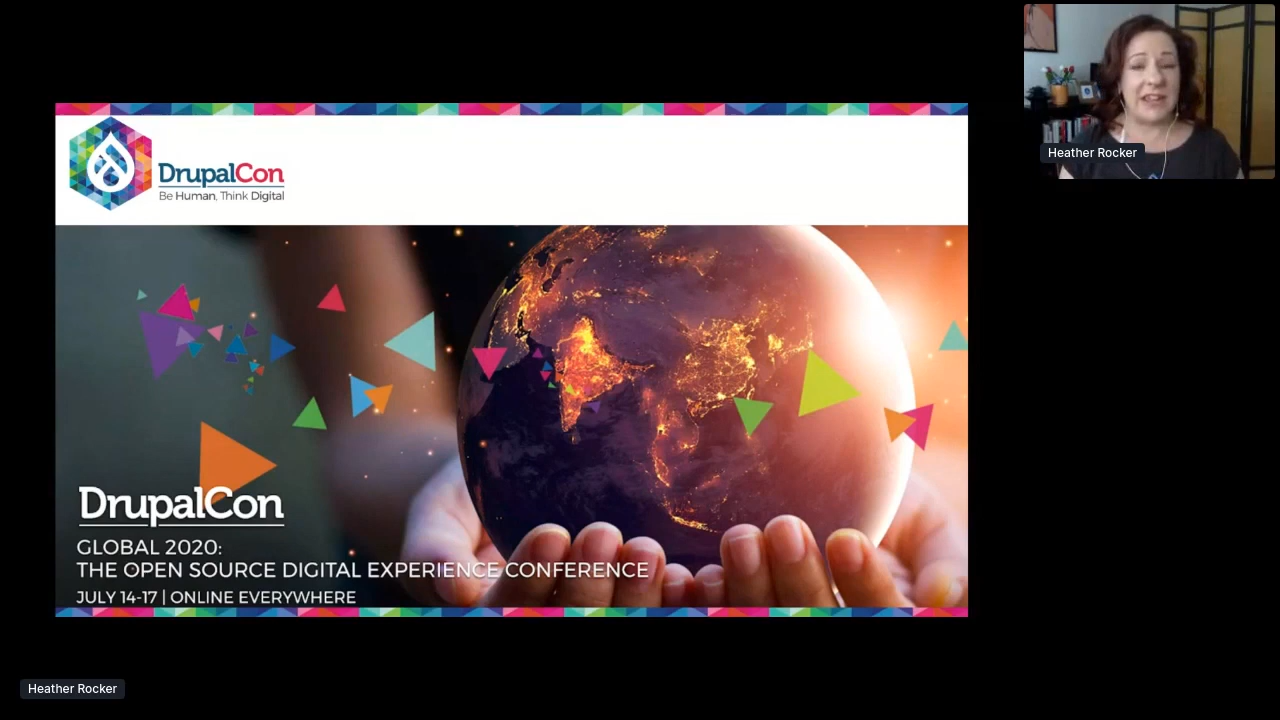 DrupalCon
Be Human, Think Digital
DrupalCon
GLOBAL 2020:
THE OPEN SOURCE DIGITAL EXPERIENCE CONFERENCE
JULY 14-17 | ONLINE EVERYWHERE
Heather Rocker
Heather Rocker